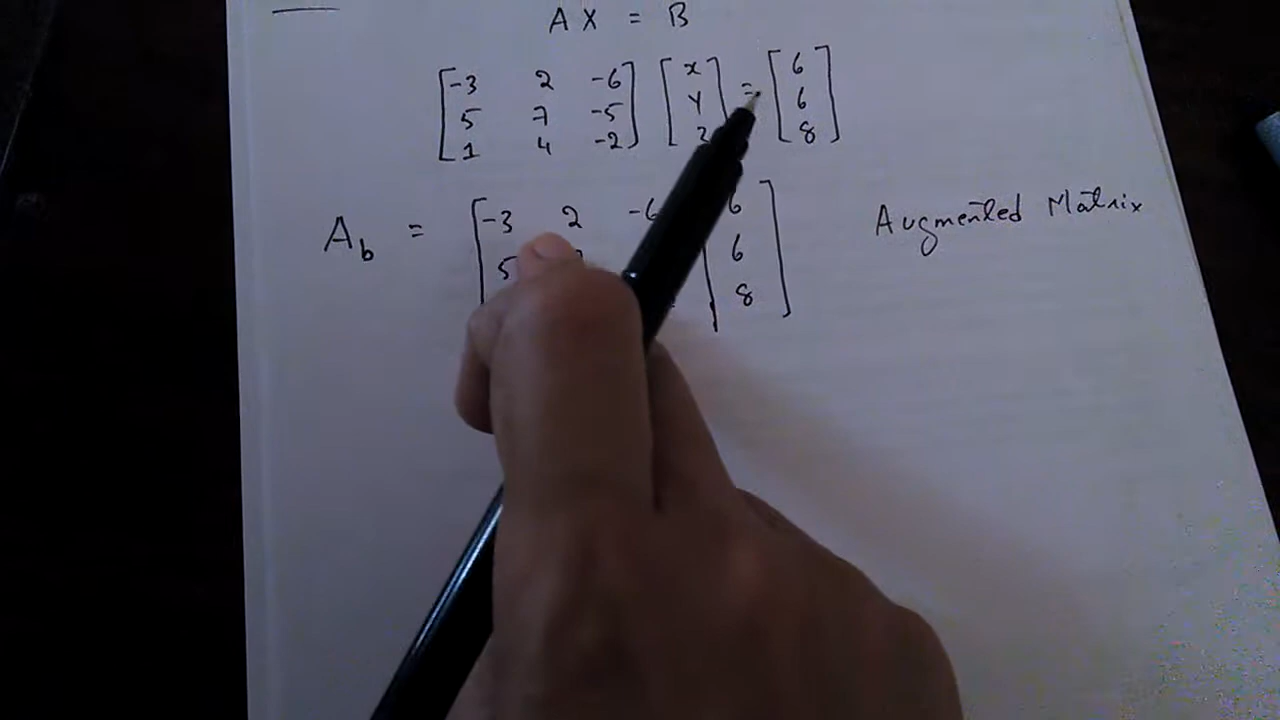 A X = B
[-3 2 -6] [x] = [6]
[5 7 -5] [y] [6]
[1 4 -2] [z] [8]
A_b = [-3 2 -6 | 6] Augmented Matrix
5 | 6
| 8